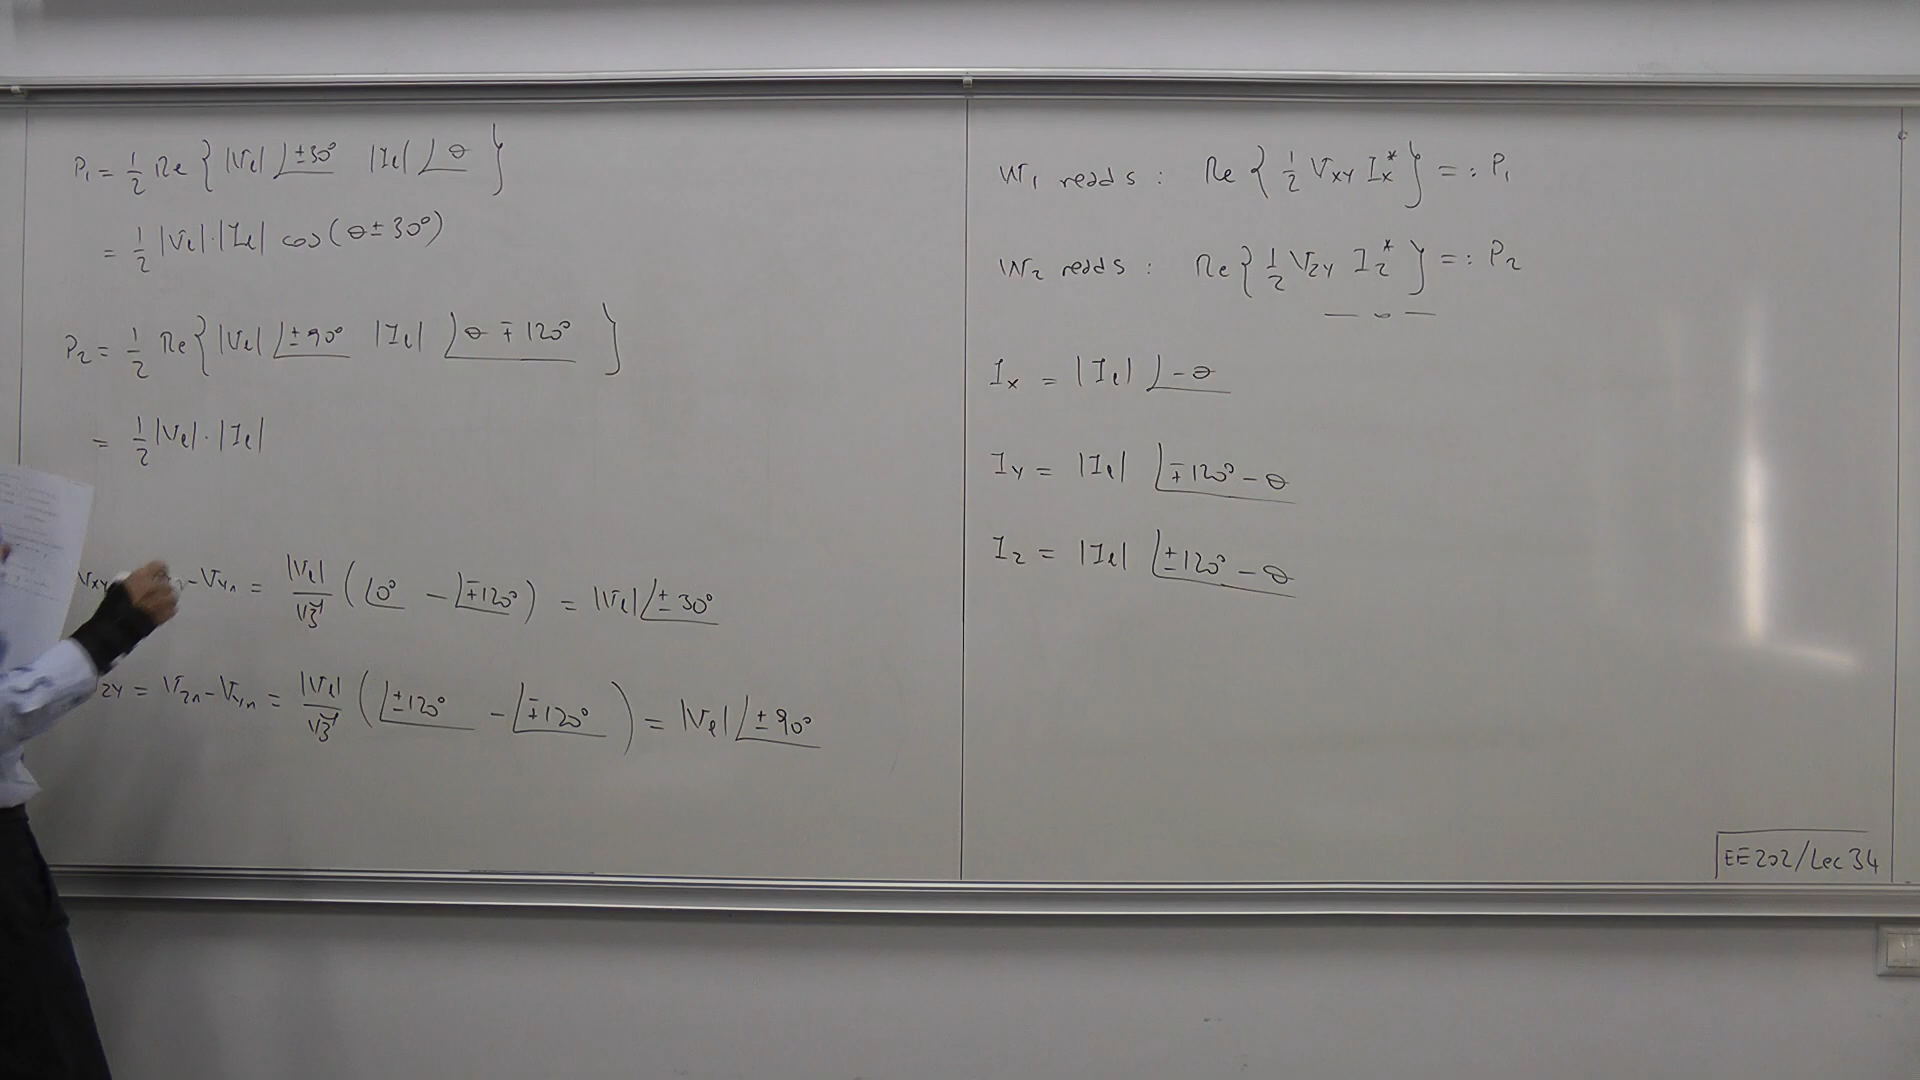 P₁ = 1/2 Re { |Vℓ| ∠±30° |Iℓ| ∠θ }
= 1/2 |Vℓ|·|Iℓ| cos(θ±30°)
P₂ = 1/2 Re { |Vℓ| ∠±90° |Iℓ| ∠θ∓120° }
= 1/2 |Vℓ|·|Iℓ|
Vxy - Vyn = |Vℓ|/√3 ( ∠0° - ∠∓120° ) = |Vℓ| ∠±30°
zy = Vzn - Vyn = |Vℓ|/√3 ( ∠±120° - ∠∓120° ) = |Vℓ| ∠±90°
W₁ reads : Re { 1/2 Vxy Ix* } =: P₁
W₂ reads : Re { 1/2 Vzy Iz* } =: P₂
Ix = |Iℓ| ∠-θ
Iy = |Iℓ| ∠∓120°-θ
Iz = |Iℓ| ∠±120°-θ
EE202/Lec34